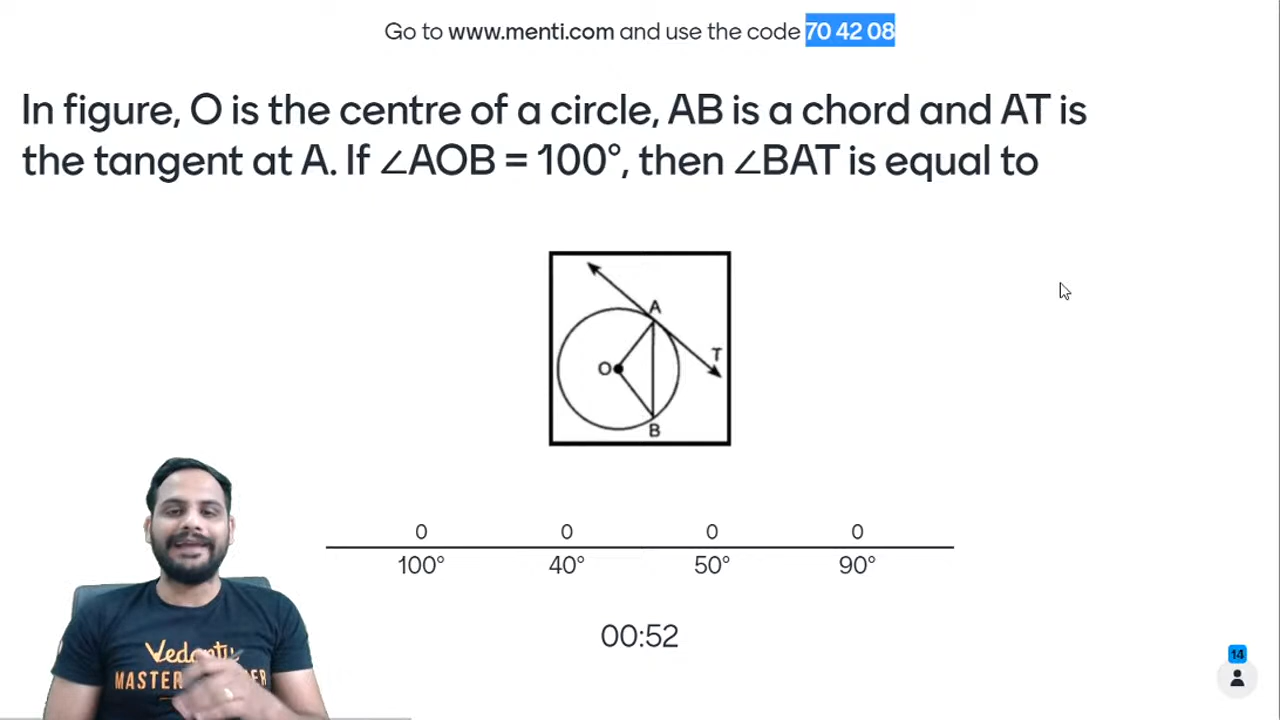 Go to www.menti.com and use the code 70 42 08
In figure, O is the centre of a circle, AB is a chord and AT is
the tangent at A. If ∠AOB = 100°, then ∠BAT is equal to
A
T
O
B
0 0 0 0
100° 40° 50° 90°
00:52
Vedantu
MASTER
14